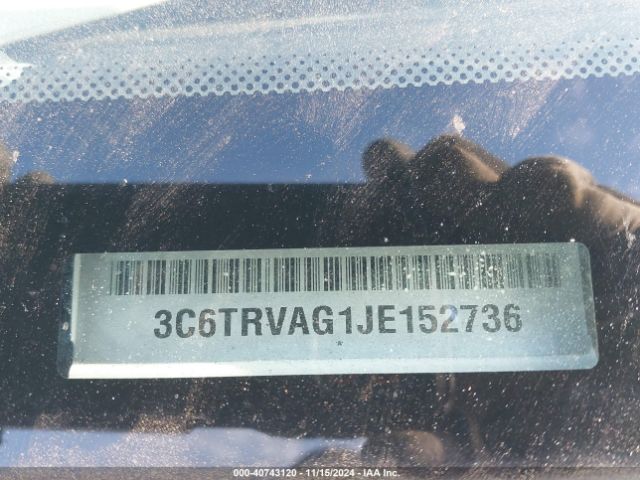 3C6TRVAG1JE152736
*
000-40743120 - 11/15/2024 - IAA Inc.